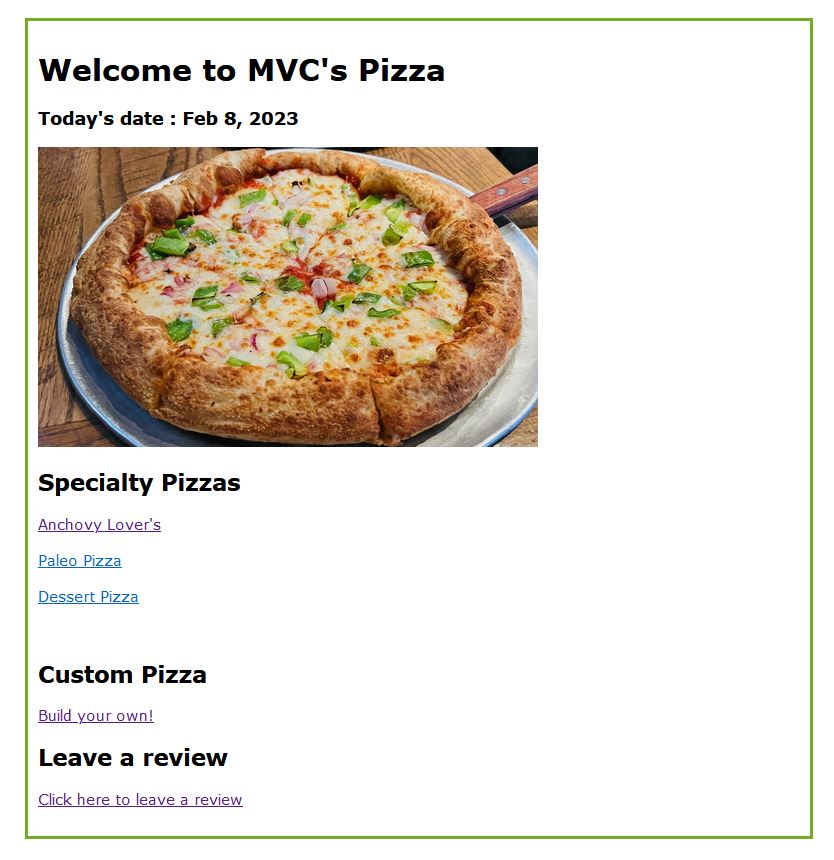 Welcome to MVC's Pizza
Today's date : Feb 8, 2023
Specialty Pizzas
Anchovy Lover's
Paleo Pizza
Dessert Pizza
Custom Pizza
Build your own!
Leave a review
Click here to leave a review